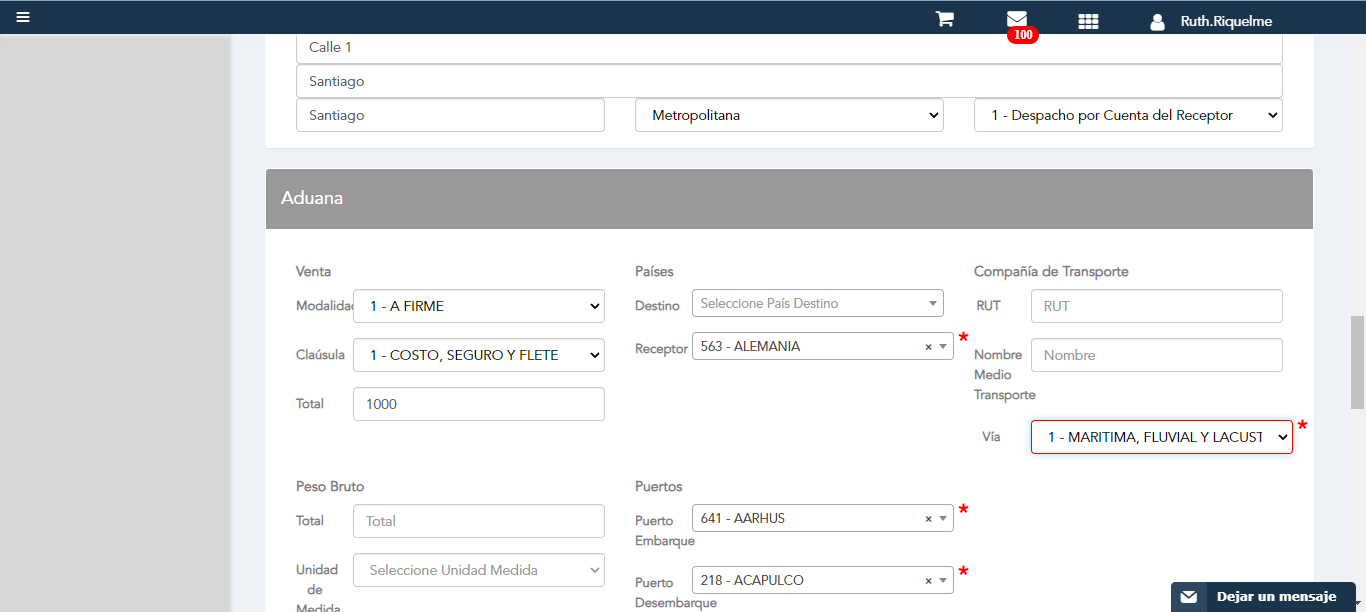 Ruth.Riquelme
100
Calle 1
Santiago
Santiago
Metropolitana
1 - Despacho por Cuenta del Receptor
Aduana
Venta
Países
Compañía de Transporte
Modalidad
1 - A FIRME
Destino
Seleccione País Destino
RUT
RUT
Claúsula
1 - COSTO, SEGURO Y FLETE
Receptor
563 - ALEMANIA
×
*
Nombre
Medio
Transporte
Nombre
Total
1000
Vía
1 - MARITIMA, FLUVIAL Y LACUST
*
Peso Bruto
Puertos
Total
Total
Puerto
Embarque
641 - AARHUS
×
*
Unidad
de
Medida
Seleccione Unidad Medida
Puerto
Desembarque
218 - ACAPULCO
×
*
Dejar un mensaje